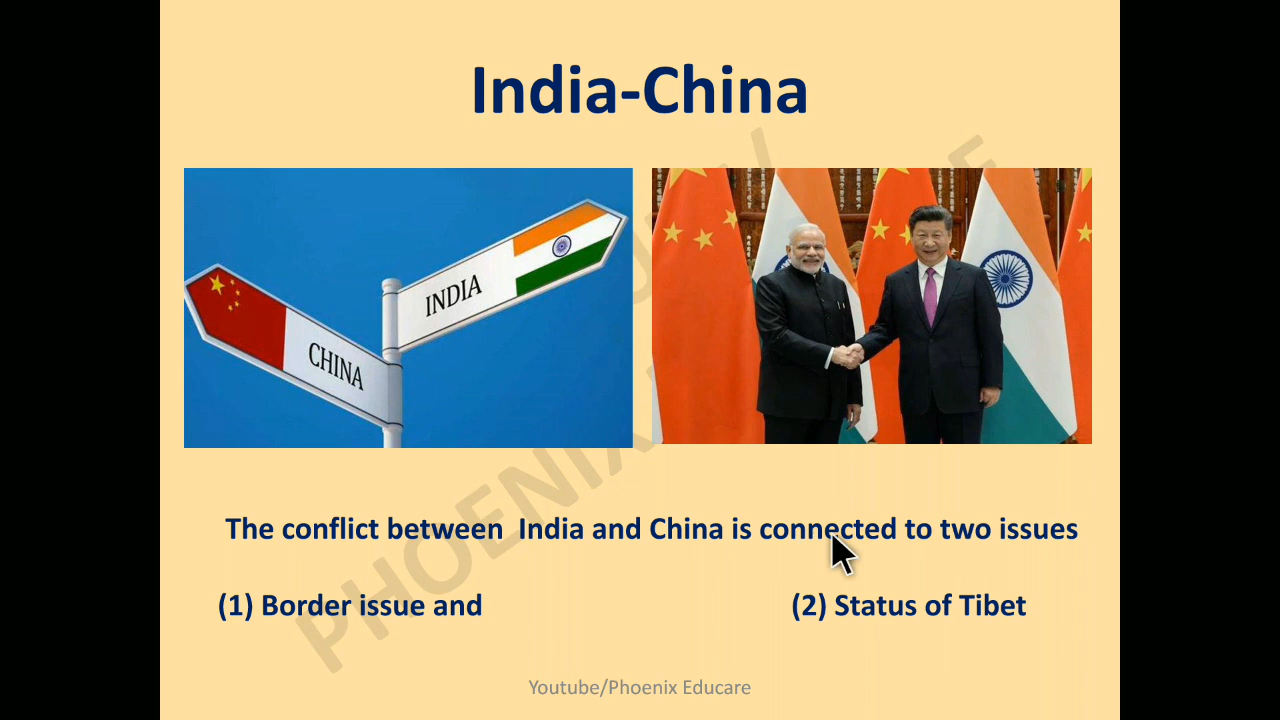 India-China
CHINA
INDIA
The conflict between India and China is connected to two issues
(1) Border issue and
(2) Status of Tibet
Youtube/Phoenix Educare
PHOENIX